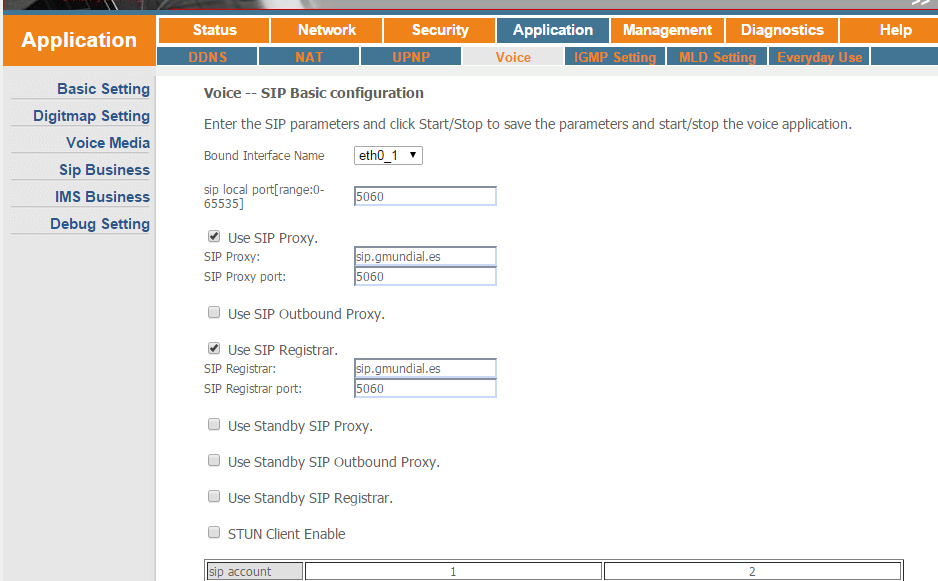 >>
Application
Status Network Security Application Management Diagnostics Help
DDNS NAT UPNP Voice IGMP Setting MLD Setting Everyday Use
Basic Setting
Digitmap Setting
Voice Media
Sip Business
IMS Business
Debug Setting
Voice -- SIP Basic configuration
Enter the SIP parameters and click Start/Stop to save the parameters and start/stop the voice application.
Bound Interface Name eth0_1
sip local port[range:0-
65535] 5060
Use SIP Proxy.
SIP Proxy: sip.gmundial.es
SIP Proxy port: 5060
Use SIP Outbound Proxy.
Use SIP Registrar.
SIP Registrar: sip.gmundial.es
SIP Registrar port: 5060
Use Standby SIP Proxy.
Use Standby SIP Outbound Proxy.
Use Standby SIP Registrar.
STUN Client Enable
sip account 1 2